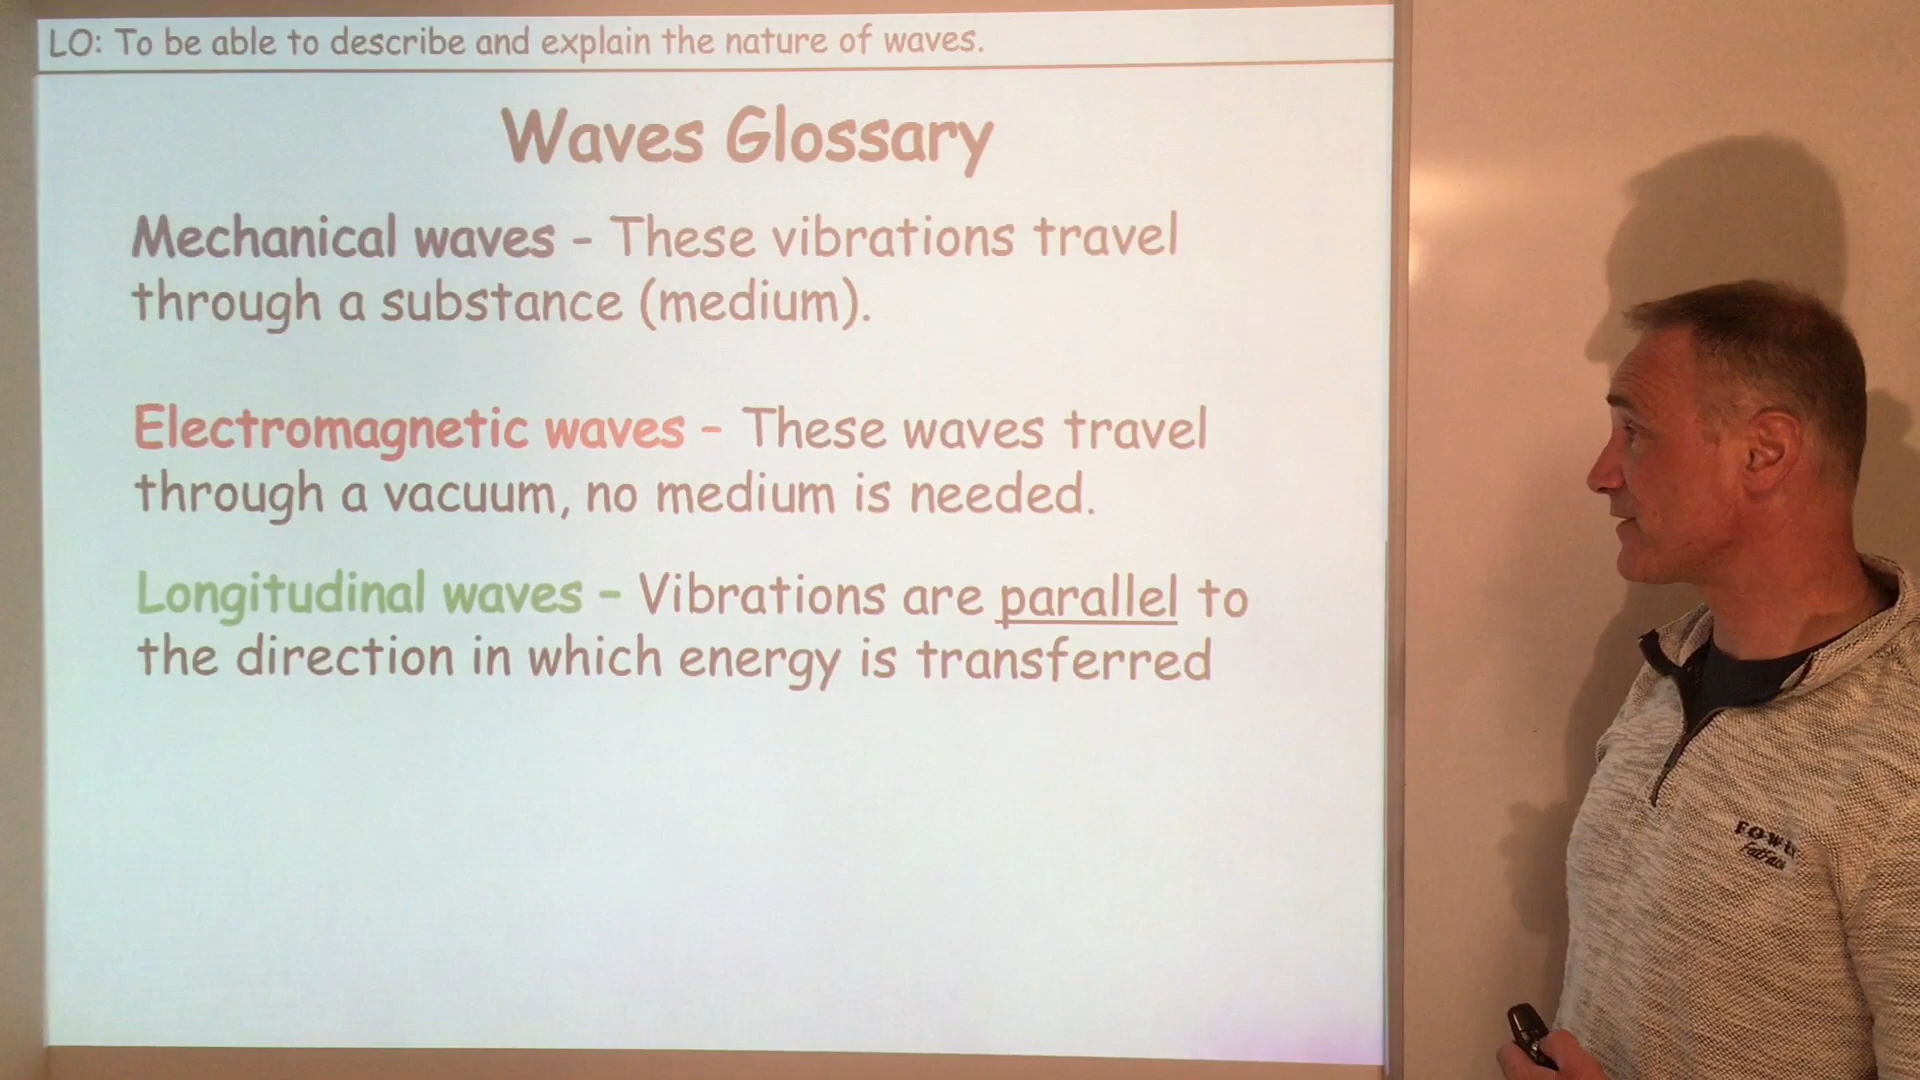 LO: To be able to describe and explain the nature of waves.
Waves Glossary
Mechanical waves - These vibrations travel
through a substance (medium).
Electromagnetic waves - These waves travel
through a vacuum, no medium is needed.
Longitudinal waves - Vibrations are parallel to
the direction in which energy is transferred
FatFace